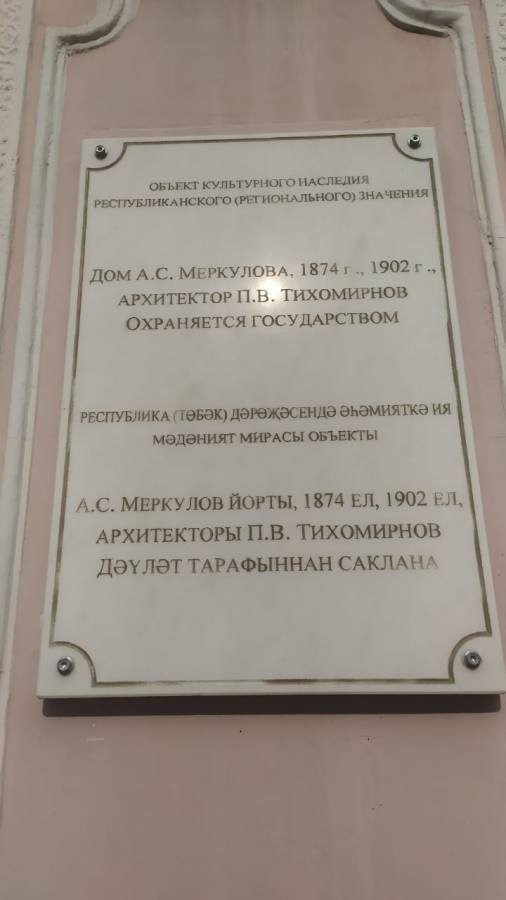 ОБЪЕКТ КУЛЬТУРНОГО НАСЛЕДИЯ
РЕСПУБЛИКАНСКОГО (РЕГИОНАЛЬНОГО) ЗНАЧЕНИЯ
ДОМ А.С. МЕРКУЛОВА, 1874 г ., 1902 г .,
АРХИТЕКТОР П.В. ТИХОМИРНОВ
ОХРАНЯЕТСЯ ГОСУДАРСТВОМ
РЕСПУБЛИКА (ТӨБӘК) ДӘРӘҖӘСЕНДӘ ӘҺӘМИЯТКӘ ИЯ
МӘДӘНИЯТ МИРАСЫ ОБЪЕКТЫ
А.С. МЕРКУЛОВ ЙОРТЫ, 1874 ЕЛ, 1902 ЕЛ,
АРХИТЕКТОРЫ П.В. ТИХОМИРНОВ
ДӘҮЛӘТ ТАРАФЫННАН САКЛАНА